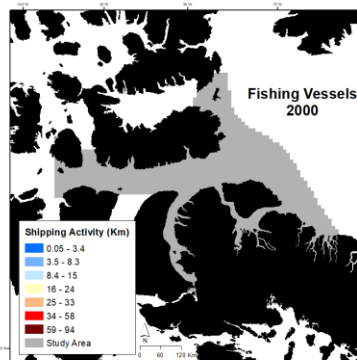 Fishing Vessels
2000
Shipping Activity (Km)
0.05 - 3.4
3.5 - 8.3
8.4 - 15
16 - 24
25 - 33
34 - 58
59 - 94
Study Area
N
0
60
120 Km